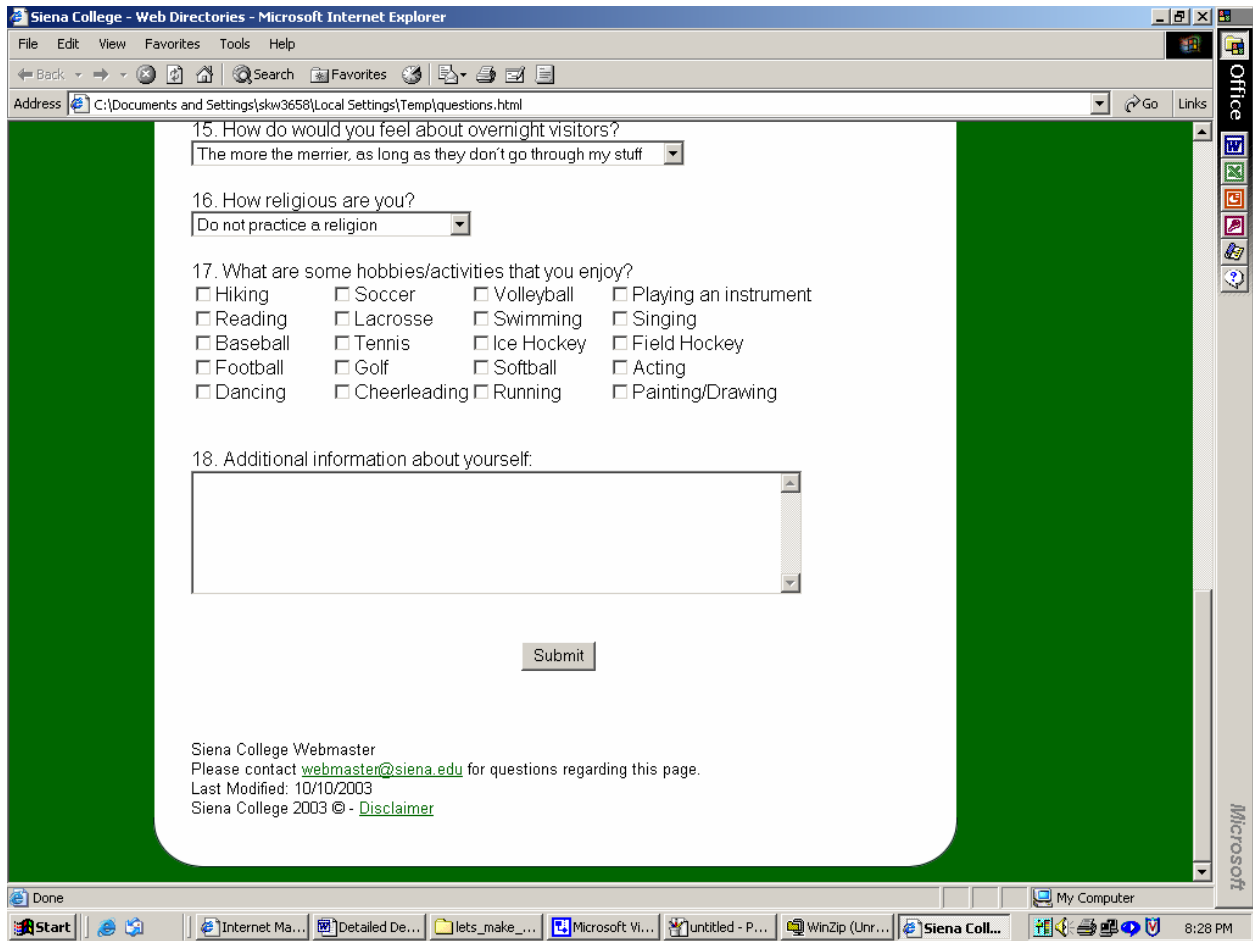 Siena College - Web Directories - Microsoft Internet Explorer
File Edit View Favorites Tools Help
Back Search Favorites
Address C:\Documents and Settings\skw3658\Local Settings\Temp\questions.html Go Links
Office
15. How do would you feel about overnight visitors?
The more the merrier, as long as they don´t go through my stuff
16. How religious are you?
Do not practice a religion
17. What are some hobbies/activities that you enjoy?
Hiking Soccer Volleyball Playing an instrument
Reading Lacrosse Swimming Singing
Baseball Tennis Ice Hockey Field Hockey
Football Golf Softball Acting
Dancing Cheerleading Running Painting/Drawing
18. Additional information about yourself:
Submit
Siena College Webmaster
Please contact webmaster@siena.edu for questions regarding this page.
Last Modified: 10/10/2003
Siena College 2003 © - Disclaimer
Microsoft
Done My Computer
Start Internet Ma... Detailed De... lets_make_... Microsoft Vi... untitled - P... WinZip (Unr... Siena Coll... 8:28 PM